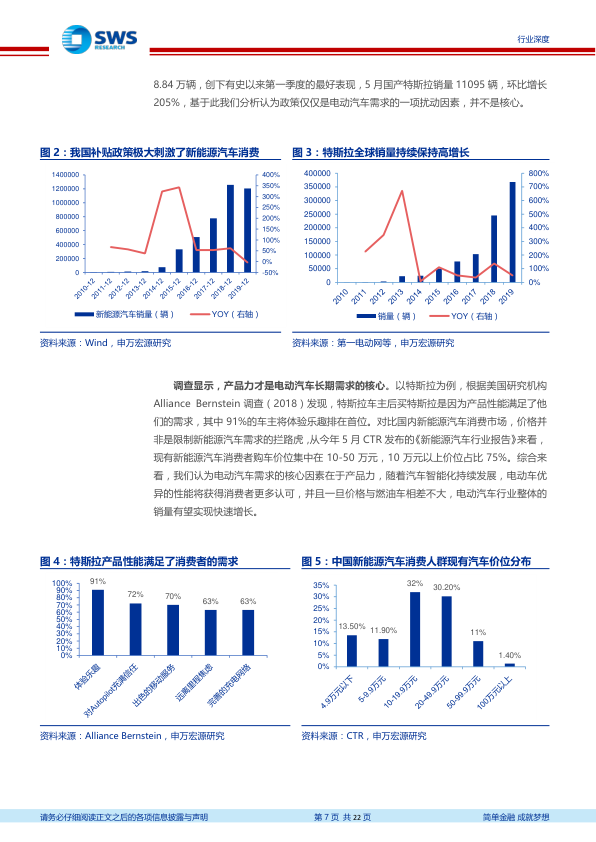 SWS
RESEARCH
行业深度
8.84 万辆，创下有史以来第一季度的最好表现，5 月国产特斯拉销量 11095 辆，环比增长
205%，基于此我们分析认为政策仅仅是电动汽车需求的一项扰动因素，并不是核心。
图 2：我国补贴政策极大刺激了新能源汽车消费
1400000
1200000
1000000
800000
600000
400000
200000
0
400%
350%
300%
250%
200%
150%
100%
50%
0%
-50%
2010-12
2011-12
2012-12
2013-12
2014-12
2015-12
2016-12
2017-12
2018-12
2019-12
新能源汽车销量（辆）
YOY（右轴）
资料来源：Wind，申万宏源研究
图 3：特斯拉全球销量持续保持高增长
400000
350000
300000
250000
200000
150000
100000
50000
0
800%
700%
600%
500%
400%
300%
200%
100%
0%
2010
2011
2012
2013
2014
2015
2016
2017
2018
2019
销量（辆）
YOY（右轴）
资料来源：第一电动网等，申万宏源研究
调查显示，产品力才是电动汽车长期需求的核心。以特斯拉为例，根据美国研究机构
Alliance Bernstein 调查（2018）发现，特斯拉车主后买特斯拉是因为产品性能满足了他
们的需求，其中 91%的车主将体验乐趣排在首位。对比国内新能源汽车消费市场，价格并
非是限制新能源汽车需求的拦路虎，从今年 5 月 CTR 发布的《新能源汽车行业报告》来看，
现有新能源汽车消费者购车价位集中在 10-50 万元，10 万元以上价位占比 75%。综合来
看，我们认为电动汽车需求的核心因素在于产品力，随着汽车智能化持续发展，电动车优
异的性能将获得消费者更多认可，并且一旦价格与燃油车相差不大，电动汽车行业整体的
销量有望实现快速增长。
图 4：特斯拉产品性能满足了消费者的需求
100%
90%
80%
70%
60%
50%
40%
30%
20%
10%
0%
91%
72%
70%
63%
63%
体验乐趣
对Autopilot充满信任
出色的移动服务
远离里程焦虑
完善的充电网络
资料来源：Alliance Bernstein，申万宏源研究
图 5：中国新能源汽车消费人群现有汽车价位分布
35%
30%
25%
20%
15%
10%
5%
0%
13.50%
11.90%
32%
30.20%
11%
1.40%
4.9万元以下
5-9.9万元
10-19.9万元
20-49.9万元
50-99.9万元
100万元以上
资料来源：CTR，申万宏源研究
请务必仔细阅读正文之后的各项信息披露与声明
第 7 页 共 22 页
简单金融 成就梦想